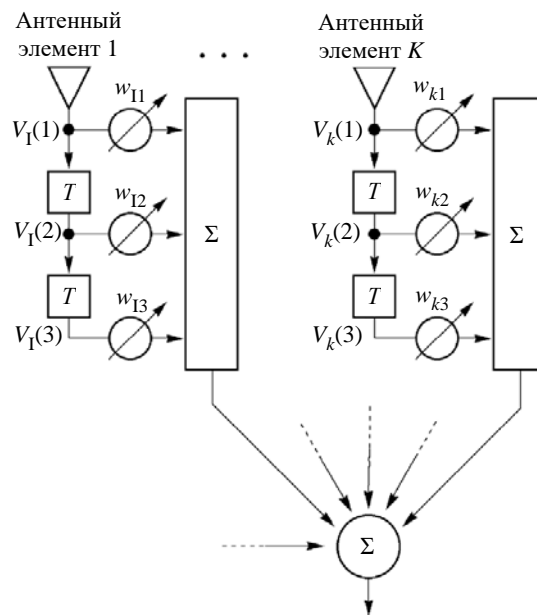 Антенный
элемент 1
. . .
Антенный
элемент K
w_I1
w_k1
V_I(1)
V_k(1)
T
T
w_I2
w_k2
V_I(2)
Σ
V_k(2)
Σ
T
T
w_I3
w_k3
V_I(3)
V_k(3)
Σ